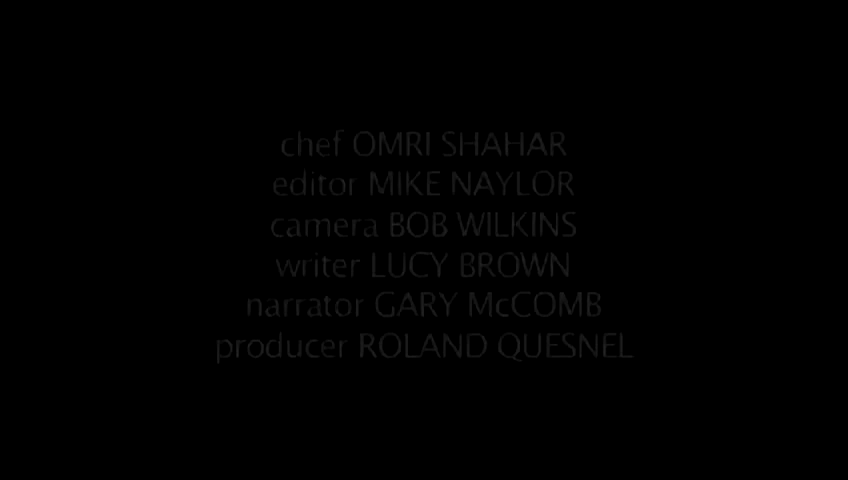 chef OMRI SHAHAR
editor MIKE NAYLOR
camera BOB WILKINS
writer LUCY BROWN
narrator GARY McCOMB
producer ROLAND QUESNEL